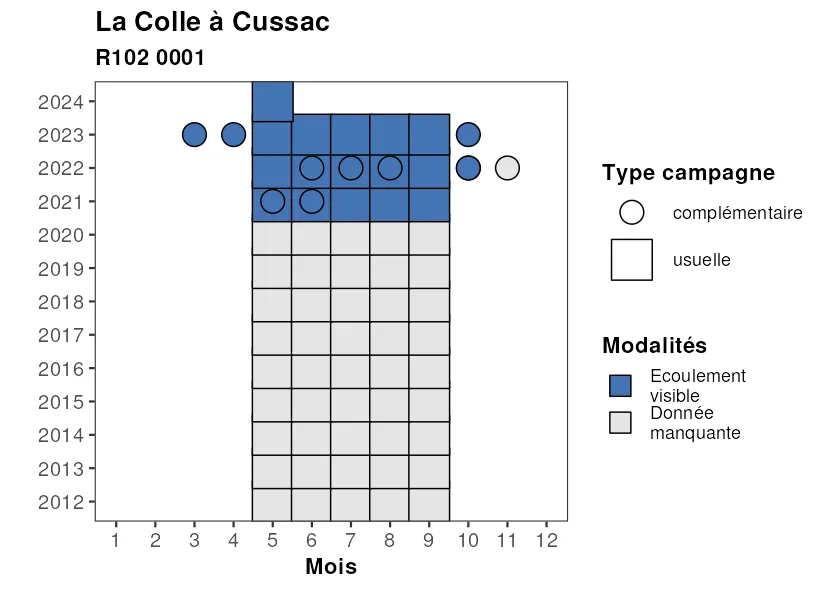 La Colle à Cussac
R102 0001
2024
2023
2022
2021
2020
2019
2018
2017
2016
2015
2014
2013
2012
1 2 3 4 5 6 7 8 9 10 11 12
Mois
Type campagne
complémentaire
usuelle
Modalités
Ecoulement
visible
Donnée
manquante